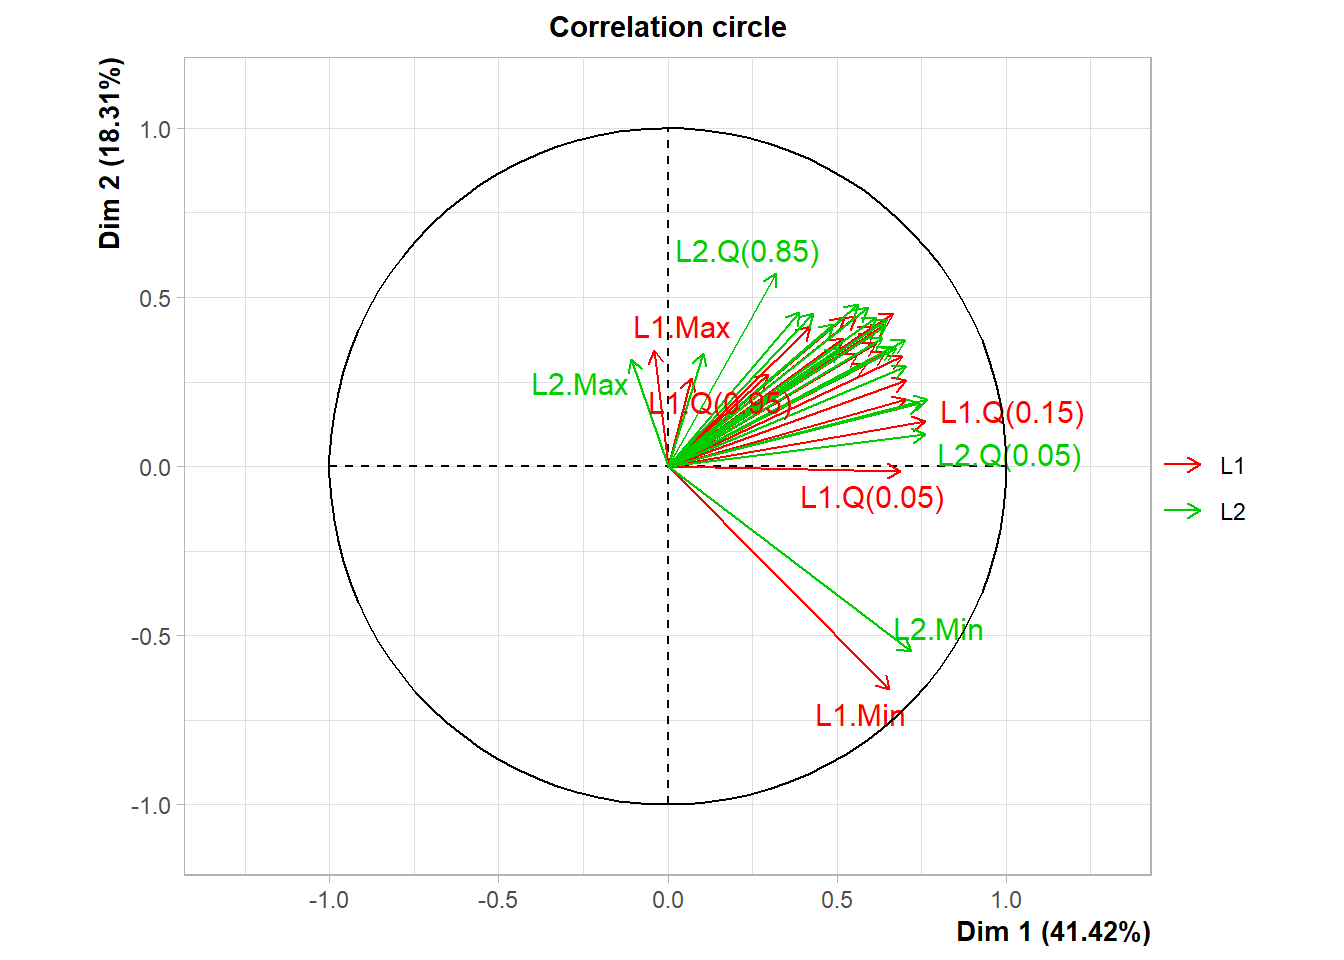 Correlation circle
Dim 2 (18.31%)
1.0
0.5
0.0
-0.5
-1.0
L2.Q(0.85)
L1.Max
L2.Max
L1.Q(0.95)
L1.Q(0.15)
L2.Q(0.05)
L1.Q(0.05)
L2.Min
L1.Min
L1
L2
-1.0
-0.5
0.0
0.5
1.0
Dim 1 (41.42%)